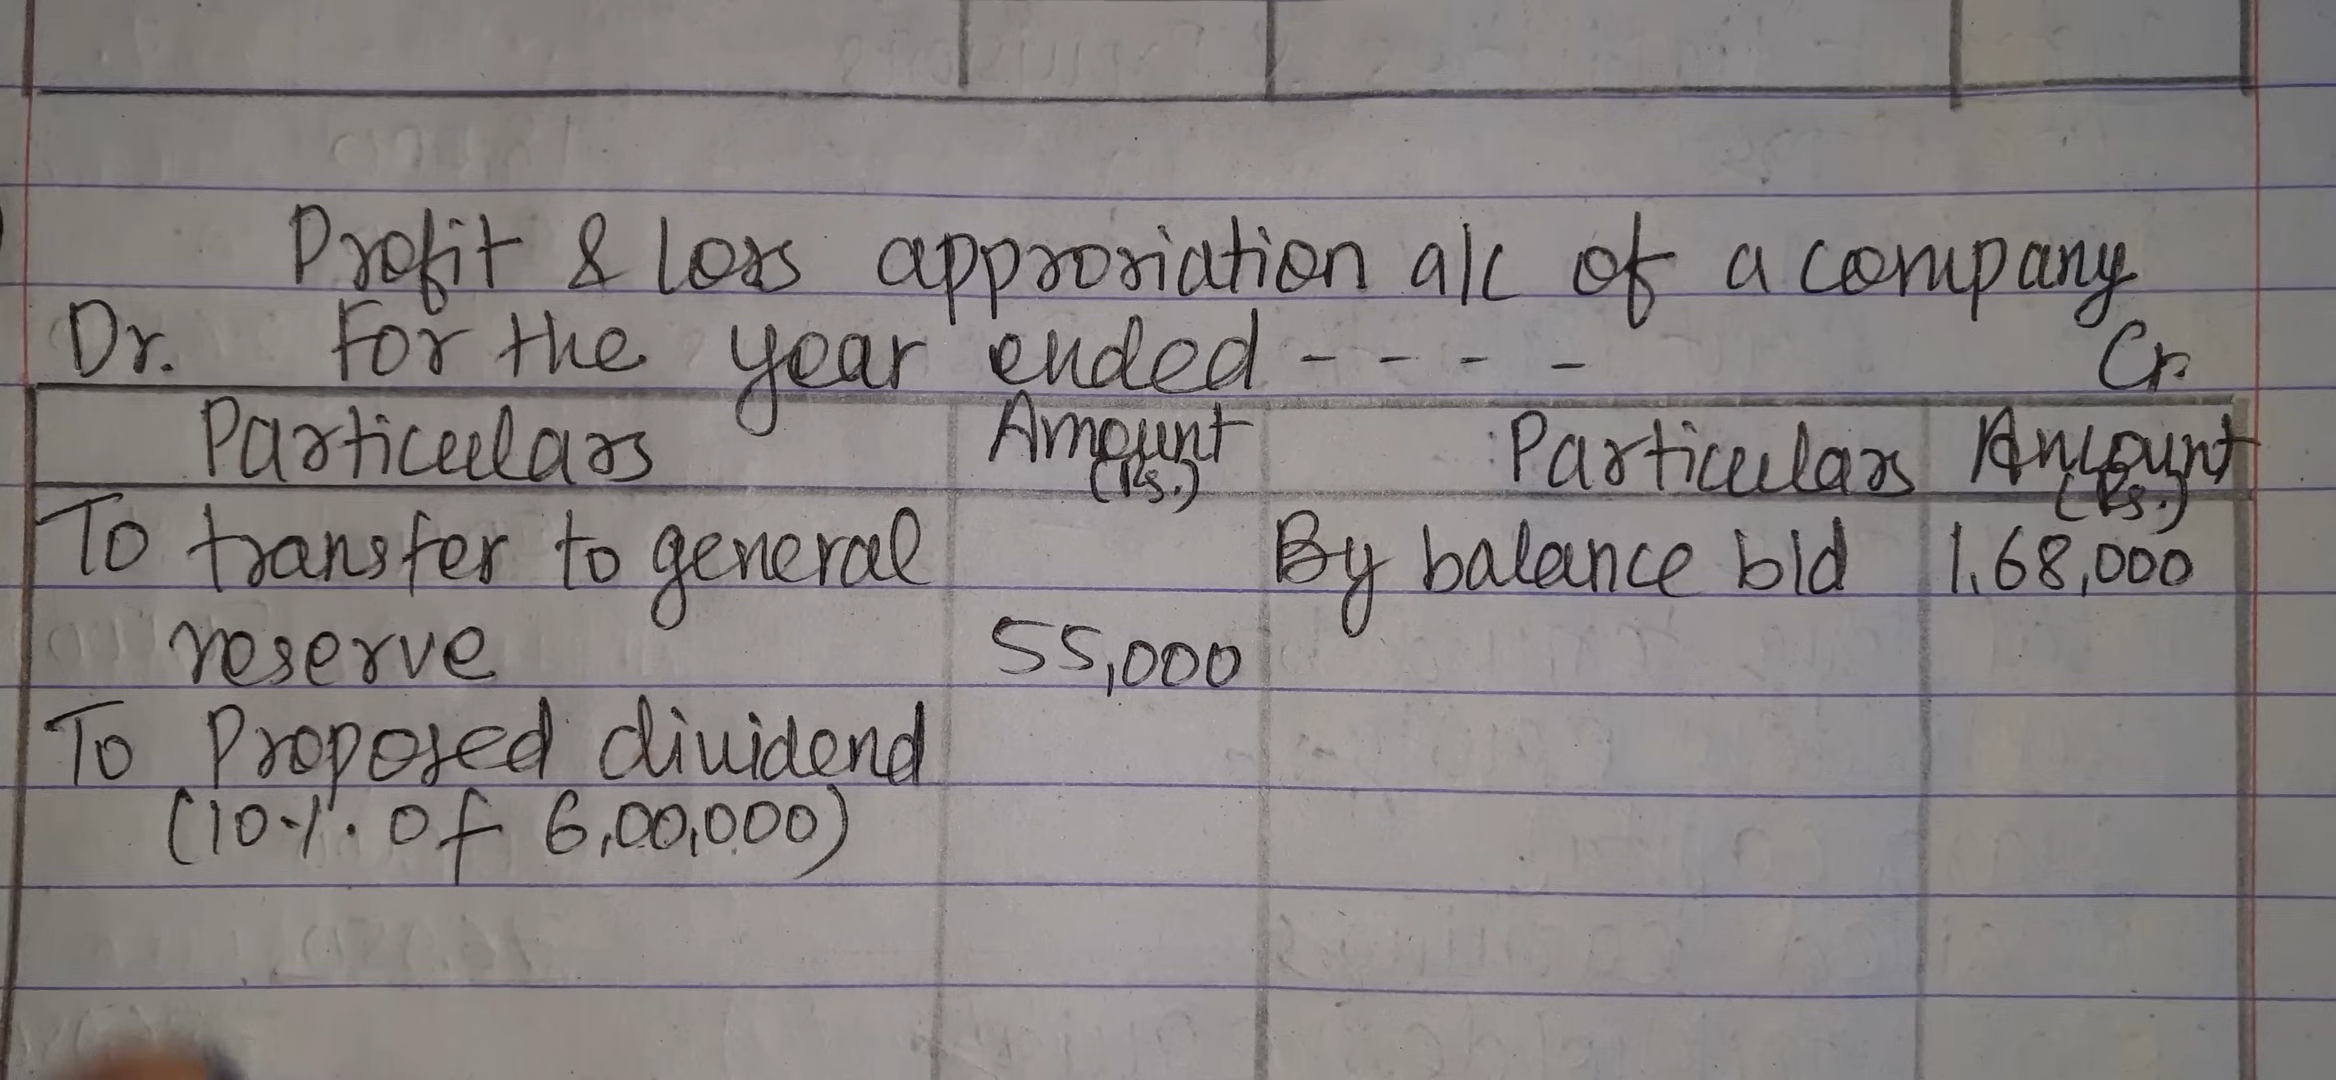 Profit & loss approriation a/c of a company
Dr. For the year ended - - - - Cr.
Particulars Amount (Rs.) Particulars Amount (Rs.)
To transfer to general By balance b/d 1,68,000
reserve 55,000
To Proposed dividend
(10% of 6,00,000)